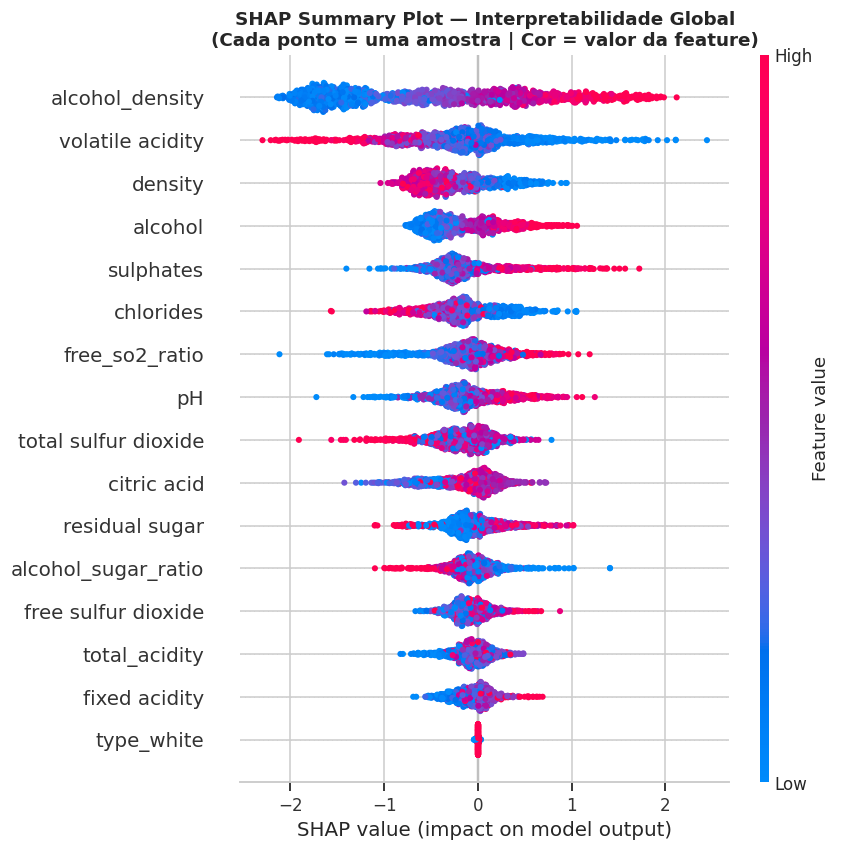 SHAP Summary Plot — Interpretabilidade Global
(Cada ponto = uma amostra | Cor = valor da feature)
High
alcohol_density
volatile acidity
density
alcohol
sulphates
chlorides
free_so2_ratio
pH
total sulfur dioxide
citric acid
residual sugar
alcohol_sugar_ratio
free sulfur dioxide
total_acidity
fixed acidity
type_white
Feature value
Low
−2 −1 0 1 2
SHAP value (impact on model output)